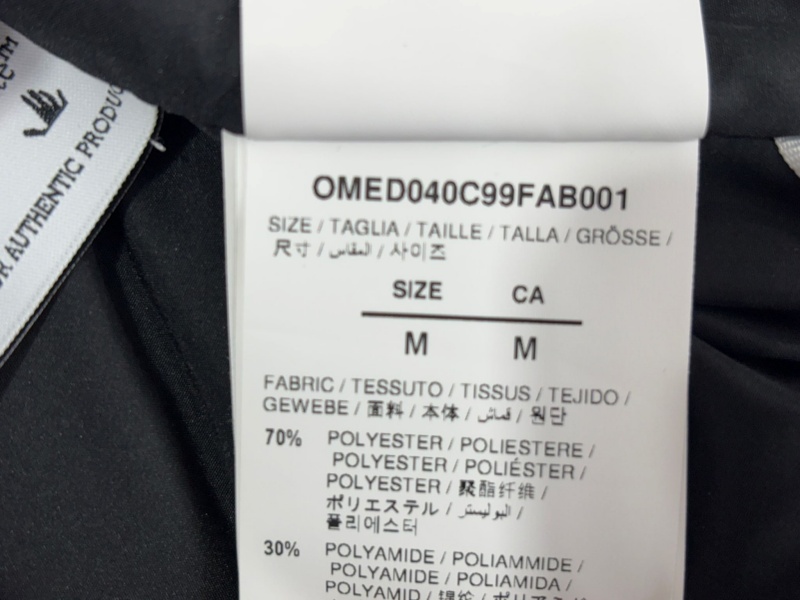 AUTHENTIC PRODU
OMED040C99FAB001
SIZE / TAGLIA / TAILLE / TALLA / GRÖSSE /
尺寸 / المقاس / 사이즈
SIZE CA
M M
FABRIC / TESSUTO / TISSUS / TEJIDO /
GEWEBE / 面料 / 本体 / قماش / 원단
70% POLYESTER / POLIESTERE /
POLYESTER / POLIÉSTER /
POLYESTER / 聚酯纤维 /
ポリエステル / البوليستر /
폴리에스터
30% POLYAMIDE / POLIAMMIDE /
POLYAMIDE / POLIAMIDA /
POLYAMID /